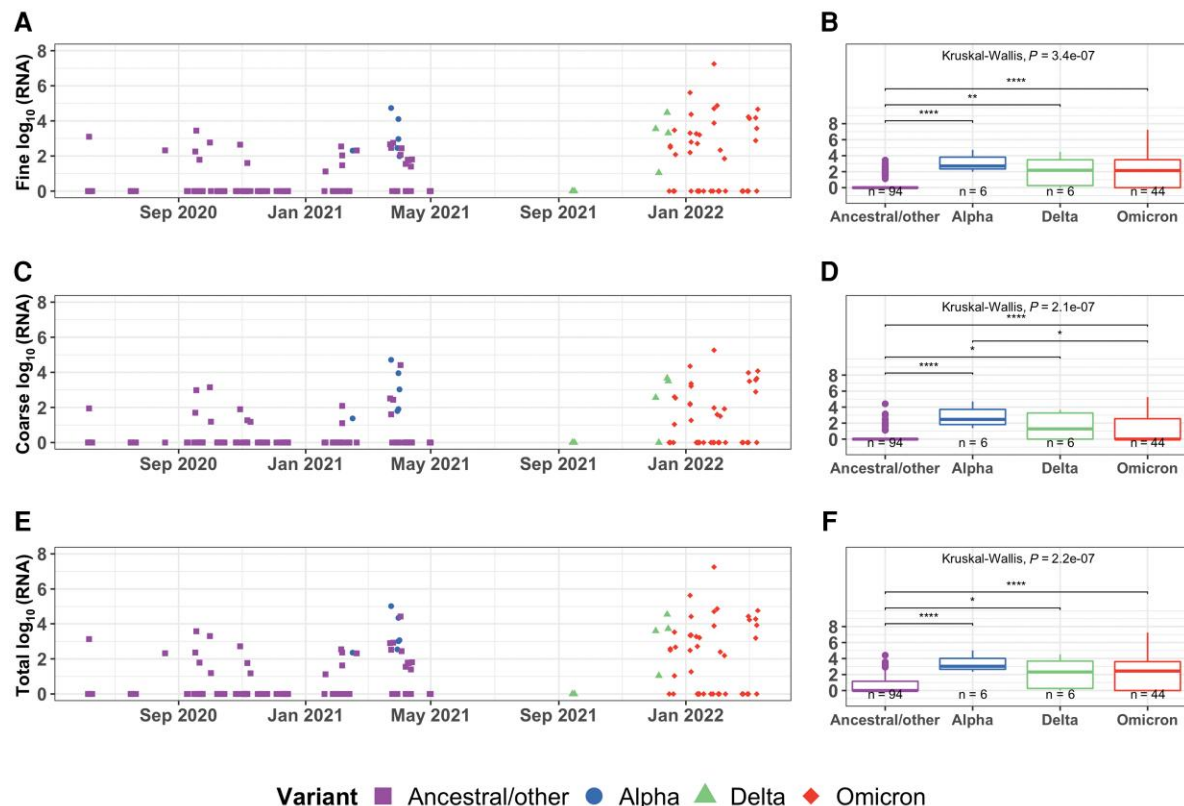 A
Fine log₁₀ (RNA)
8
6
4
2
0
Sep 2020 Jan 2021 May 2021 Sep 2021 Jan 2022
B
Kruskal-Wallis, P = 3.4e-07
****
**
****
8
6
4
2
0
n = 94 n = 6 n = 6 n = 44
Ancestral/other Alpha Delta Omicron
C
Coarse log₁₀ (RNA)
8
6
4
2
0
Sep 2020 Jan 2021 May 2021 Sep 2021 Jan 2022
D
Kruskal-Wallis, P = 2.1e-07
****
*
*
****
8
6
4
2
0
n = 94 n = 6 n = 6 n = 44
Ancestral/other Alpha Delta Omicron
E
Total log₁₀ (RNA)
8
6
4
2
0
Sep 2020 Jan 2021 May 2021 Sep 2021 Jan 2022
F
Kruskal-Wallis, P = 2.2e-07
****
*
****
8
6
4
2
0
n = 94 n = 6 n = 6 n = 44
Ancestral/other Alpha Delta Omicron
Variant Ancestral/other Alpha Delta Omicron